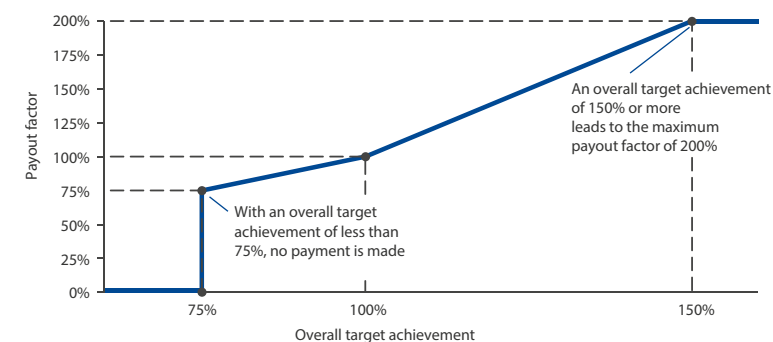 200%
175%
150%
125%
100%
75%
50%
25%
0%
Payout factor
An overall target achievement
of 150% or more
leads to the maximum
payout factor of 200%
With an overall target
achievement of less than
75%, no payment is made
75%
100%
150%
Overall target achievement